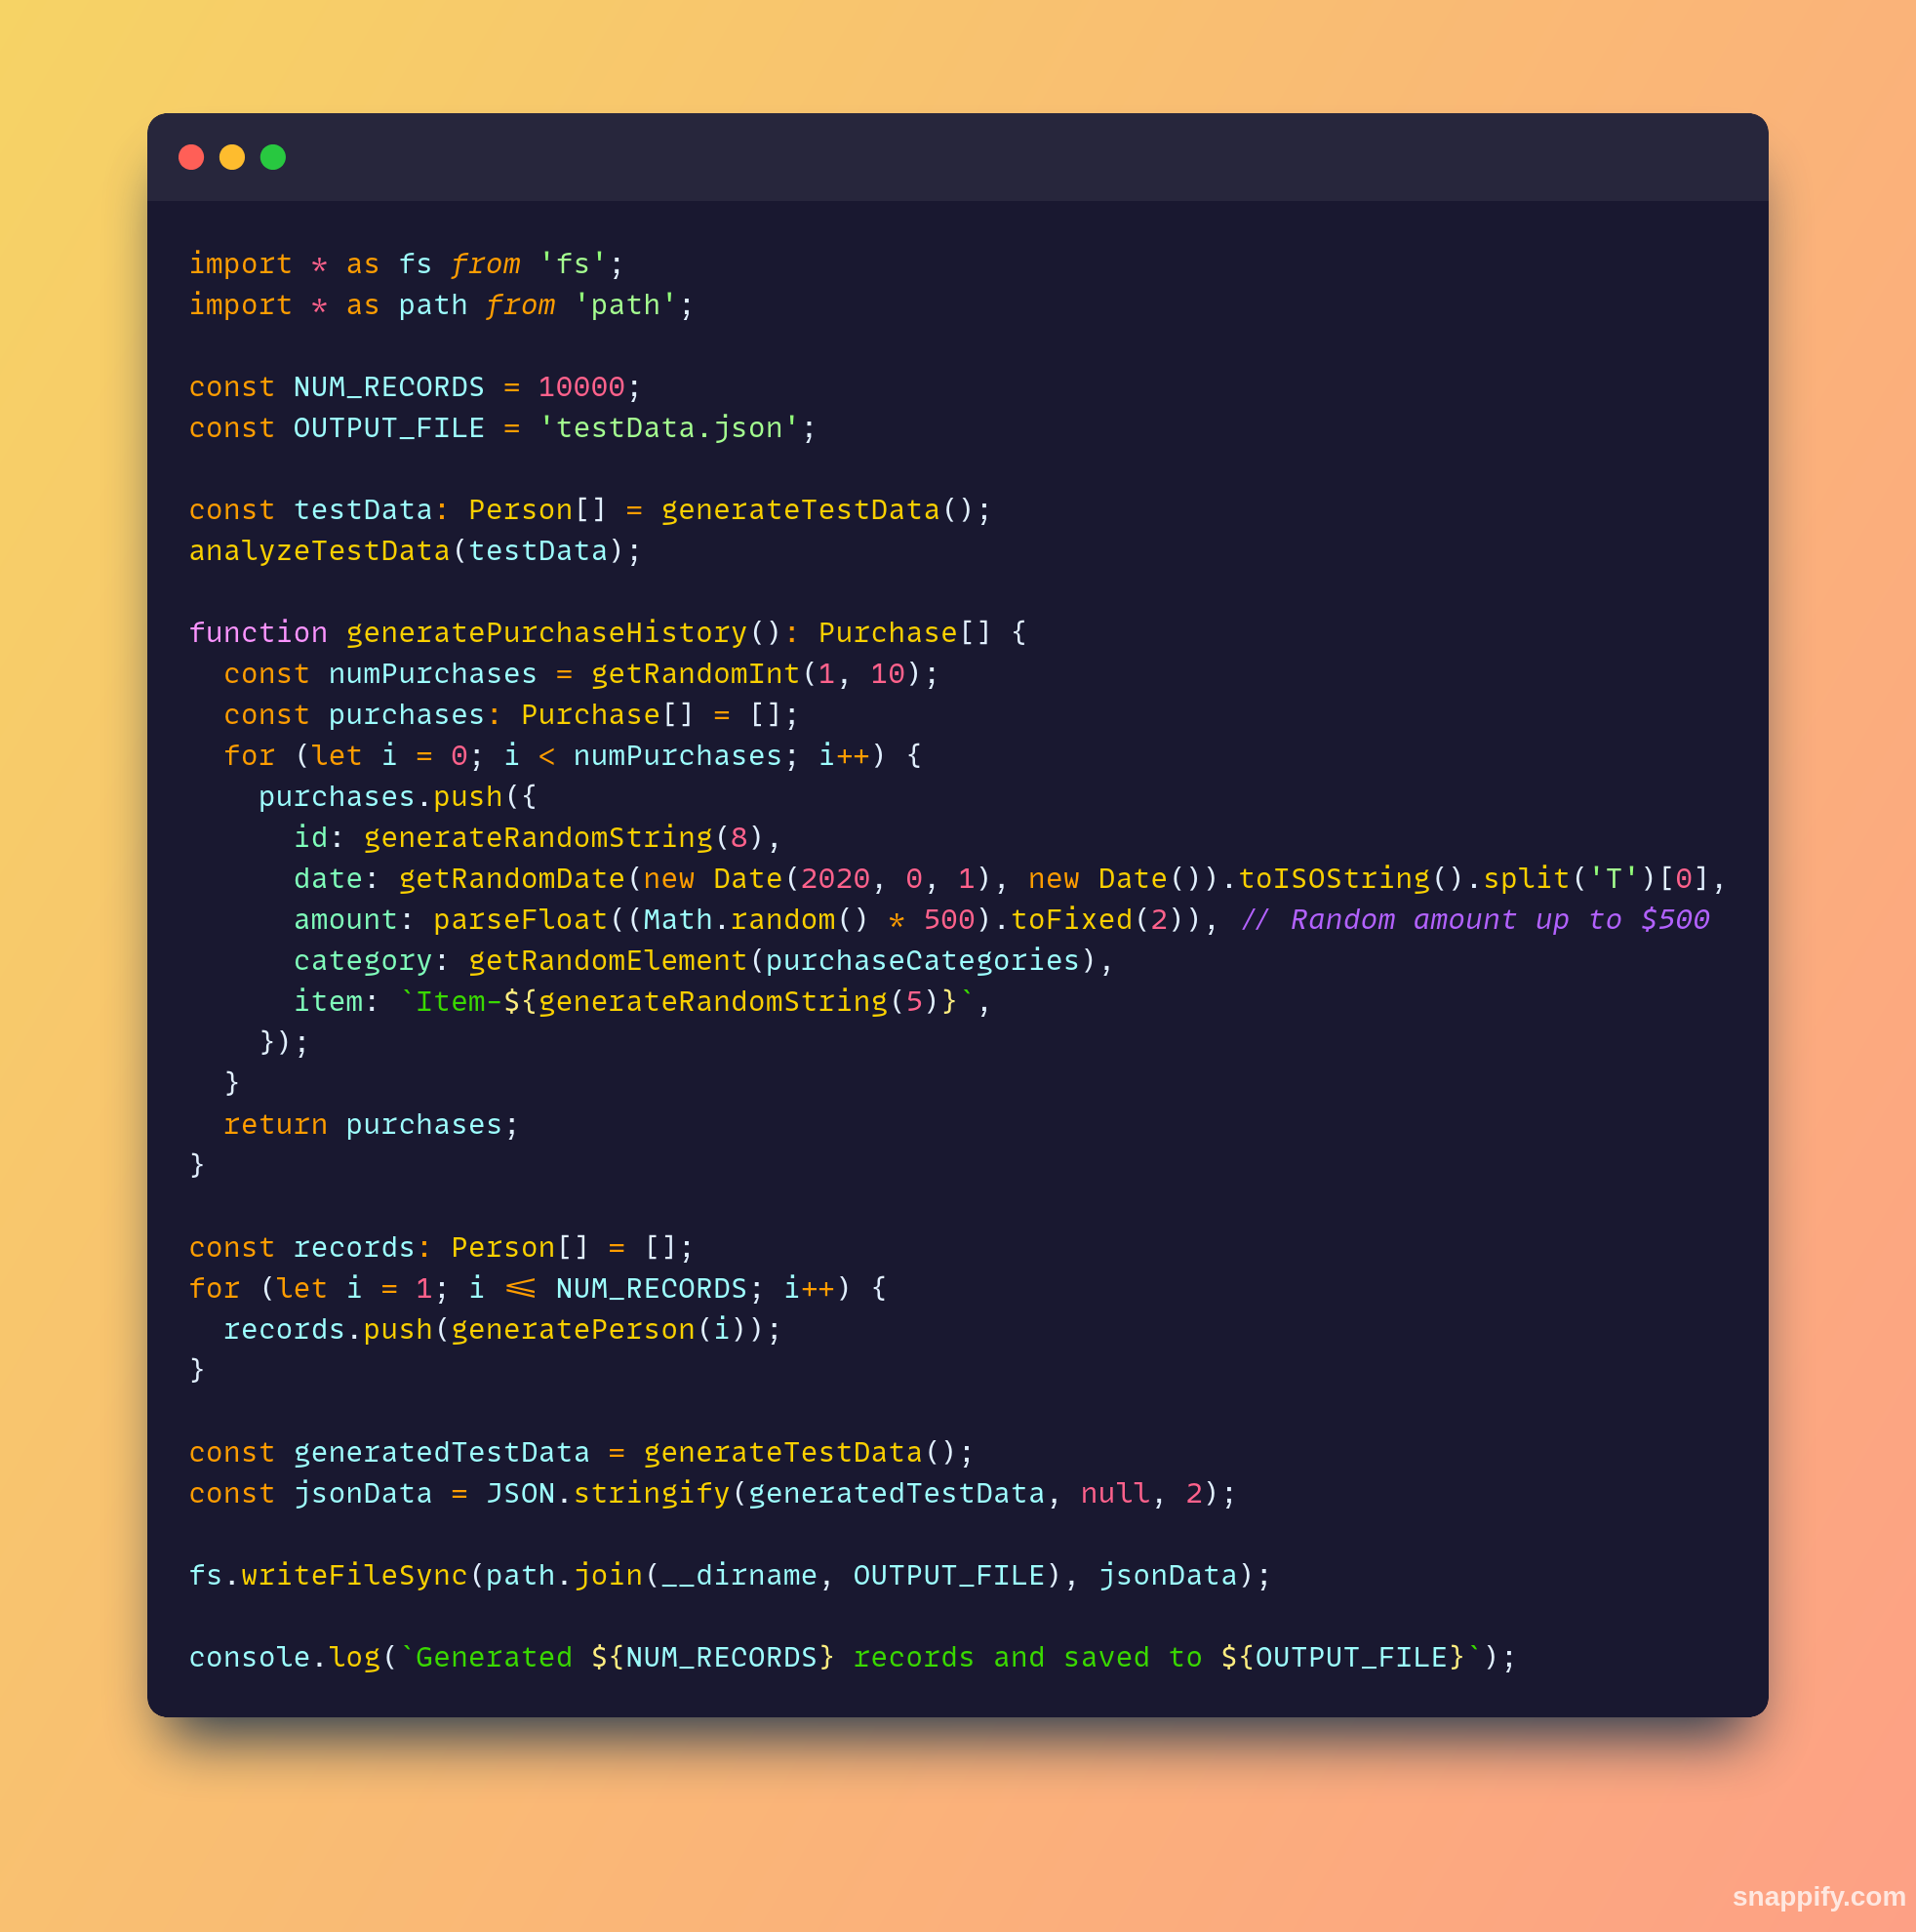 import * as fs from 'fs';
import * as path from 'path';

const NUM_RECORDS = 10000;
const OUTPUT_FILE = 'testData.json';

const testData: Person[] = generateTestData();
analyzeTestData(testData);

function generatePurchaseHistory(): Purchase[] {
  const numPurchases = getRandomInt(1, 10);
  const purchases: Purchase[] = [];
  for (let i = 0; i < numPurchases; i++) {
    purchases.push({
      id: generateRandomString(8),
      date: getRandomDate(new Date(2020, 0, 1), new Date()).toISOString().split('T')[0],
      amount: parseFloat((Math.random() * 500).toFixed(2)), // Random amount up to $500
      category: getRandomElement(purchaseCategories),
      item: `Item-${generateRandomString(5)}`,
    });
  }
  return purchases;
}

const records: Person[] = [];
for (let i = 1; i <= NUM_RECORDS; i++) {
  records.push(generatePerson(i));
}

const generatedTestData = generateTestData();
const jsonData = JSON.stringify(generatedTestData, null, 2);

fs.writeFileSync(path.join(__dirname, OUTPUT_FILE), jsonData);

console.log(`Generated ${NUM_RECORDS} records and saved to ${OUTPUT_FILE}`);
snappify.com